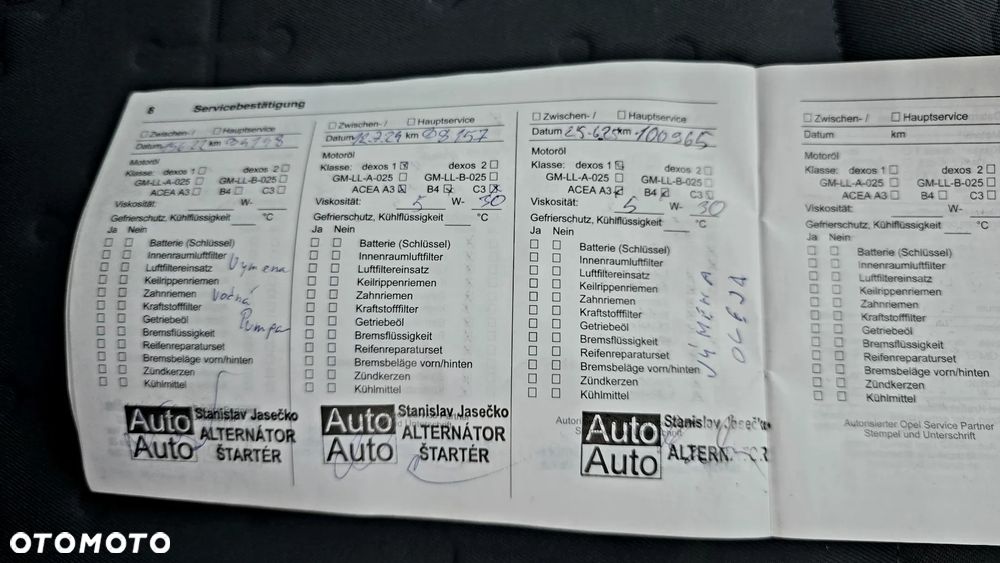 8 Servicebestätigung
☐ Zwischen- / ☐ Hauptservice
Datum km
Motoröl
Klasse: dexos 1 ☐ dexos 2 ☐
GM-LL-A-025 ☐ GM-LL-B-025 ☐
ACEA A3 ☐ B4 ☐ C3 ☐
Viskosität: W-
Gefrierschutz, Kühlflüssigkeit °C
Ja Nein
☐ ☐ Batterie (Schlüssel)
☐ ☐ Innenraumluftfilter
☐ ☐ Luftfiltereinsatz Výmena
☐ ☐ Keilrippenriemen
☐ ☐ Zahnriemen Vodná
☐ ☐ Kraftstofffilter
☐ ☐ Getriebeöl Pumpa
☐ ☐ Bremsflüssigkeit
☐ ☐ Reifenreparaturset
☐ ☐ Bremsbeläge vorn/hinten
☐ ☐ Zündkerzen
☐ ☐ Kühlmittel
Auto Stanislav Jasečko
Auto ALTERNÁTOR
ŠTARTÉR
☐ Zwischen- / ☐ Hauptservice
Datum 12.7.24 km 89157
Motoröl
Klasse: dexos 1 ☒ dexos 2 ☐
GM-LL-A-025 ☐ GM-LL-B-025 ☐
ACEA A3 ☒ B4 ☒ C3 ☒
Viskosität: 5 W- 30
Gefrierschutz, Kühlflüssigkeit °C
Ja Nein
☐ ☐ Batterie (Schlüssel)
☐ ☐ Innenraumluftfilter
☐ ☐ Luftfiltereinsatz
☐ ☐ Keilrippenriemen
☐ ☐ Zahnriemen
☐ ☐ Kraftstofffilter
☐ ☐ Getriebeöl
☐ ☐ Bremsflüssigkeit
☐ ☐ Reifenreparaturset
☐ ☐ Bremsbeläge vorn/hinten
☐ ☐ Zündkerzen
☐ ☐ Kühlmittel
Auto Stanislav Jasečko
Auto ALTERNÁTOR
ŠTARTÉR
☐ Zwischen- / ☐ Hauptservice
Datum 25.6.25 km 100965
Motoröl
Klasse: dexos 1 ☒ dexos 2 ☐
GM-LL-A-025 ☐ GM-LL-B-025 ☐
ACEA A3 ☒ B4 ☒ C3 ☐
Viskosität: 5 W- 30
Gefrierschutz, Kühlflüssigkeit °C
Ja Nein
☐ ☐ Batterie (Schlüssel)
☐ ☐ Innenraumluftfilter
☐ ☐ Luftfiltereinsatz
☐ ☐ Keilrippenriemen
☐ ☐ Zahnriemen
☐ ☐ Kraftstofffilter
☐ ☐ Getriebeöl
☐ ☐ Bremsflüssigkeit
☐ ☐ Reifenreparaturset
☐ ☐ Bremsbeläge vorn/hinten
☐ ☐ Zündkerzen
☐ ☐ Kühlmittel
VÝMENA
OLEJA
Auto Stanislav Jasečko
Auto
☐ Zwischen- / ☐ Hauptservice
Datum km
Motoröl
Klasse: dexos 1 ☐ dexos 2 ☐
GM-LL-A-025 ☐ GM-LL-B-025 ☐
ACEA A3 ☐ B4 ☐ C3 ☐
Viskosität: W-
Gefrierschutz, Kühlflüssigkeit °C
Ja Nein
☐ ☐ Batterie (Schlüssel)
☐ ☐ Innenraumluftfilter
☐ ☐ Luftfiltereinsatz
☐ ☐ Keilrippenriemen
☐ ☐ Zahnriemen
☐ ☐ Kraftstofffilter
☐ ☐ Getriebeöl
☐ ☐ Bremsflüssigkeit
☐ ☐ Reifenreparaturset
☐ ☐ Bremsbeläge vorn/hinten
☐ ☐ Zündkerzen
☐ ☐ Kühlmittel
Autorisierter Opel Service Partner
Stempel und Unterschrift
OTOMOTO